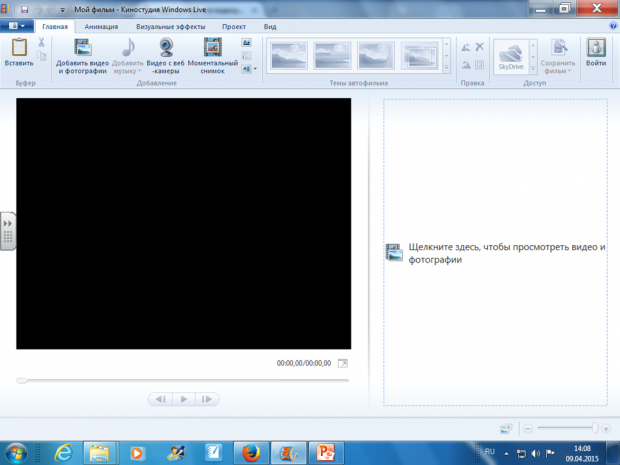 Мой фильм - Киностудия Windows Live
Главная Анимация Визуальные эффекты Проект Вид
Вставить
Добавить видео и фотографии
Добавить музыку
Видео с веб -камеры
Моментальный снимок
SkyDrive
Сохранить фильм
Войти
Буфер Добавление Темы автофильма Правка Доступ
Щелкните здесь, чтобы просмотреть видео и
фотографии
00:00,00/00:00,00
RU
14:08
09.04.2015